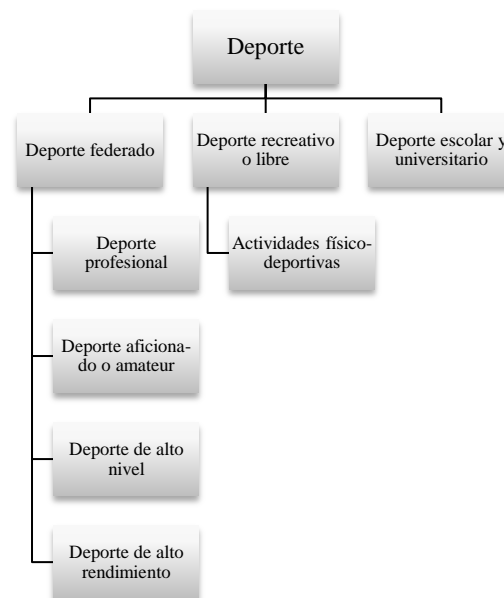 Deporte
Deporte federado
Deporte recreativo
o libre
Deporte escolar y
universitario
Deporte
profesional
Actividades físico-
deportivas
Deporte aficiona-
do o amateur
Deporte de alto
nivel
Deporte de alto
rendimiento